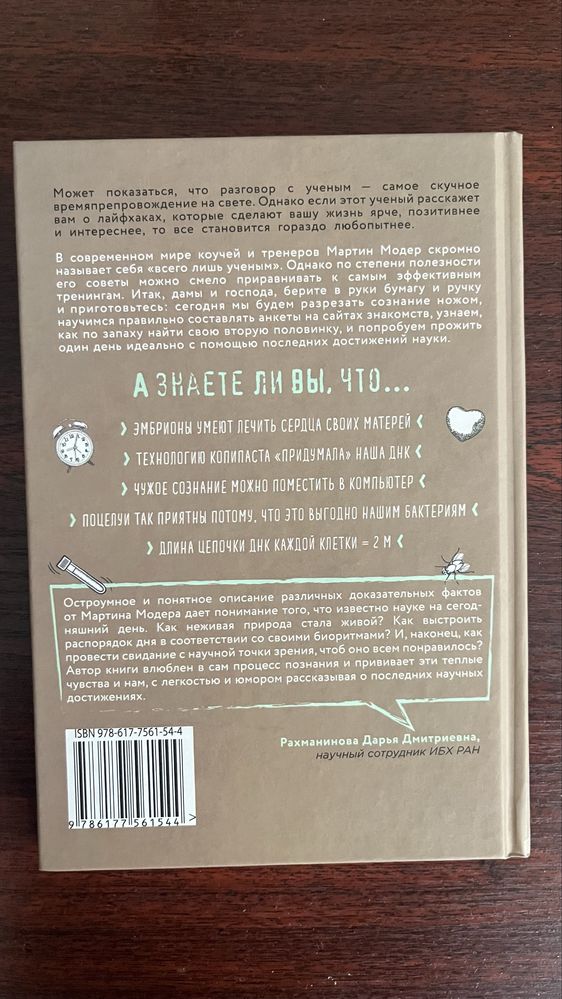 Может показаться, что разговор с ученым — самое скучное
времяпрепровождение на свете. Однако если этот ученый расскажет
вам о лайфхаках, которые сделают вашу жизнь ярче, позитивнее
и интереснее, то все становится гораздо любопытнее.
В современном мире коучей и тренеров Мартин Модер скромно
называет себя «всего лишь ученым». Однако по степени полезности
его советы можно смело приравнивать к самым эффективным
тренингам. Итак, дамы и господа, берите в руки бумагу и ручку
и приготовьтесь: сегодня мы будем разрезать сознание ножом,
научимся правильно составлять анкеты на сайтах знакомств, узнаем,
как по запаху найти свою вторую половинку, и попробуем прожить
один день идеально с помощью последних достижений науки.
А ЗНАЕТЕ ЛИ ВЫ, ЧТО...
› ЭМБРИОНЫ УМЕЮТ ЛЕЧИТЬ СЕРДЦА СВОИХ МАТЕРЕЙ ‹
› ТЕХНОЛОГИЮ КОПИПАСТА «ПРИДУМАЛА» НАША ДНК ‹
› ЧУЖОЕ СОЗНАНИЕ МОЖНО ПОМЕСТИТЬ В КОМПЬЮТЕР ‹
› ПОЦЕЛУИ ТАК ПРИЯТНЫ ПОТОМУ, ЧТО ЭТО ВЫГОДНО НАШИМ БАКТЕРИЯМ ‹
› ДЛИНА ЦЕПОЧКИ ДНК КАЖДОЙ КЛЕТКИ = 2 М ‹
Остроумное и понятное описание различных доказательных фактов
от Мартина Модера дает понимание того, что известно науке на сегод-
няшний день. Как неживая природа стала живой? Как выстроить
распорядок дня в соответствии со своими биоритмами? И, наконец, как
провести свидание с научной точки зрения, чтоб оно всем понравилось?
Автор книги влюблен в сам процесс познания и прививает эти теплые
чувства и нам, с легкостью и юмором рассказывая о последних научных
достижениях.
Рахманинова Дарья Дмитриевна,
научный сотрудник ИБХ РАН
ISBN 978-617-7561-54-4
9 786177 561544 >